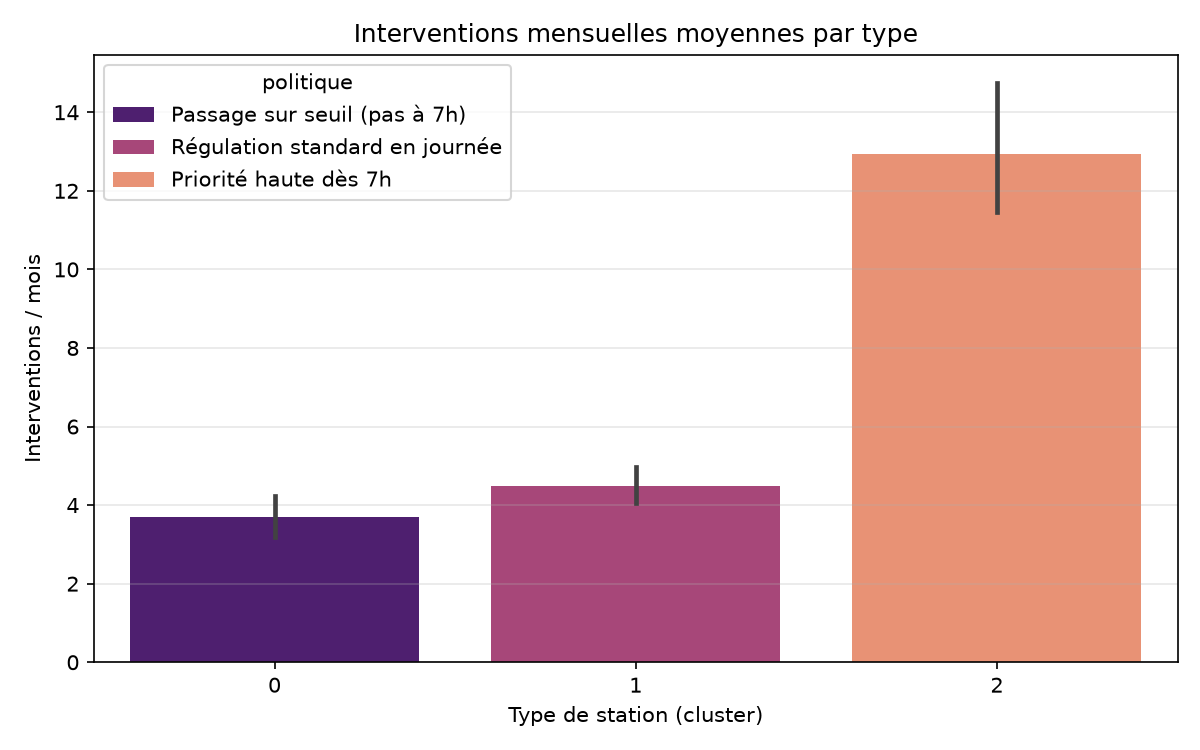 Interventions mensuelles moyennes par type
politique
Passage sur seuil (pas à 7h)
Régulation standard en journée
Priorité haute dès 7h
Interventions / mois
14
12
10
8
6
4
2
0
0 1 2
Type de station (cluster)